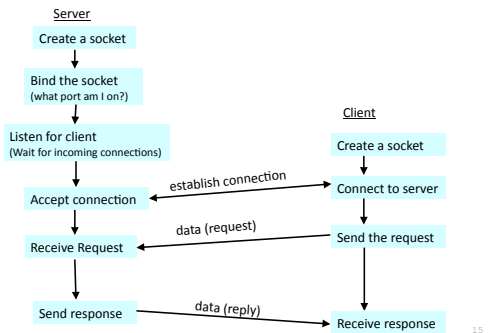 Server
Create a socket
Bind the socket
(what port am I on?)
Listen for client
(Wait for incoming connections)
Accept connection
Receive Request
Send response
Client
Create a socket
Connect to server
Send the request
Receive response
establish connection
data (request)
data (reply)
15